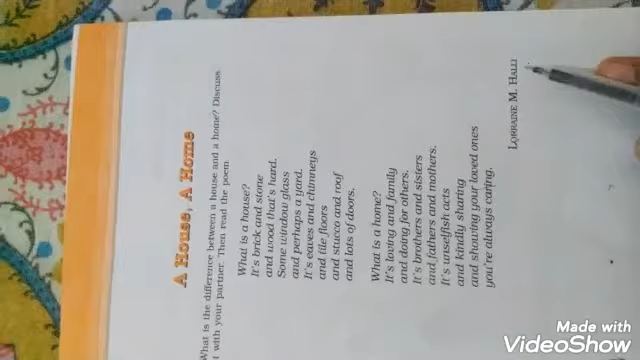 A House, A Home
What is the difference between a house and a home? Discuss
with your partner. Then read the poem
What is a house?
It's brick and stone
and wood that's hard.
Some window glass
and perhaps a yard.
It's eaves and chimneys
and tile floors
and stucco and roof
and lots of doors.
What is a home?
It's loving and family
and doing for others.
It's brothers and sisters
and fathers and mothers.
It's unselfish acts
and kindly sharing
and showing your loved ones
you're always caring.
LORRAINE M. HALLI
Made with
VideoShow